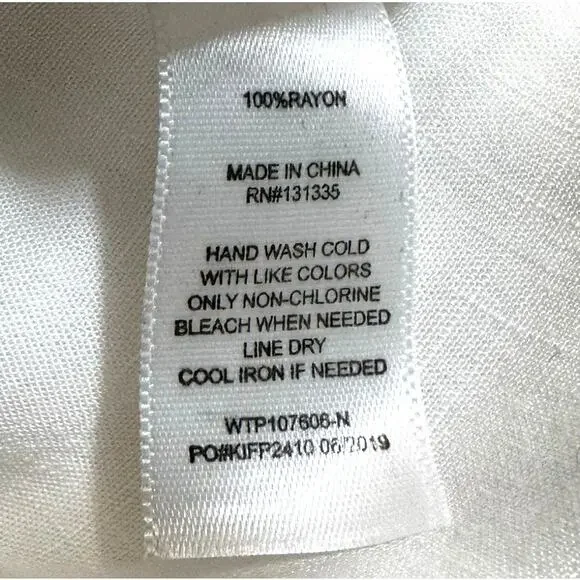 100%RAYON
MADE IN CHINA
RN#131335
HAND WASH COLD
WITH LIKE COLORS
ONLY NON-CHLORINE
BLEACH WHEN NEEDED
LINE DRY
COOL IRON IF NEEDED
WTP107606-N
PO#KIFP2410 06/2019